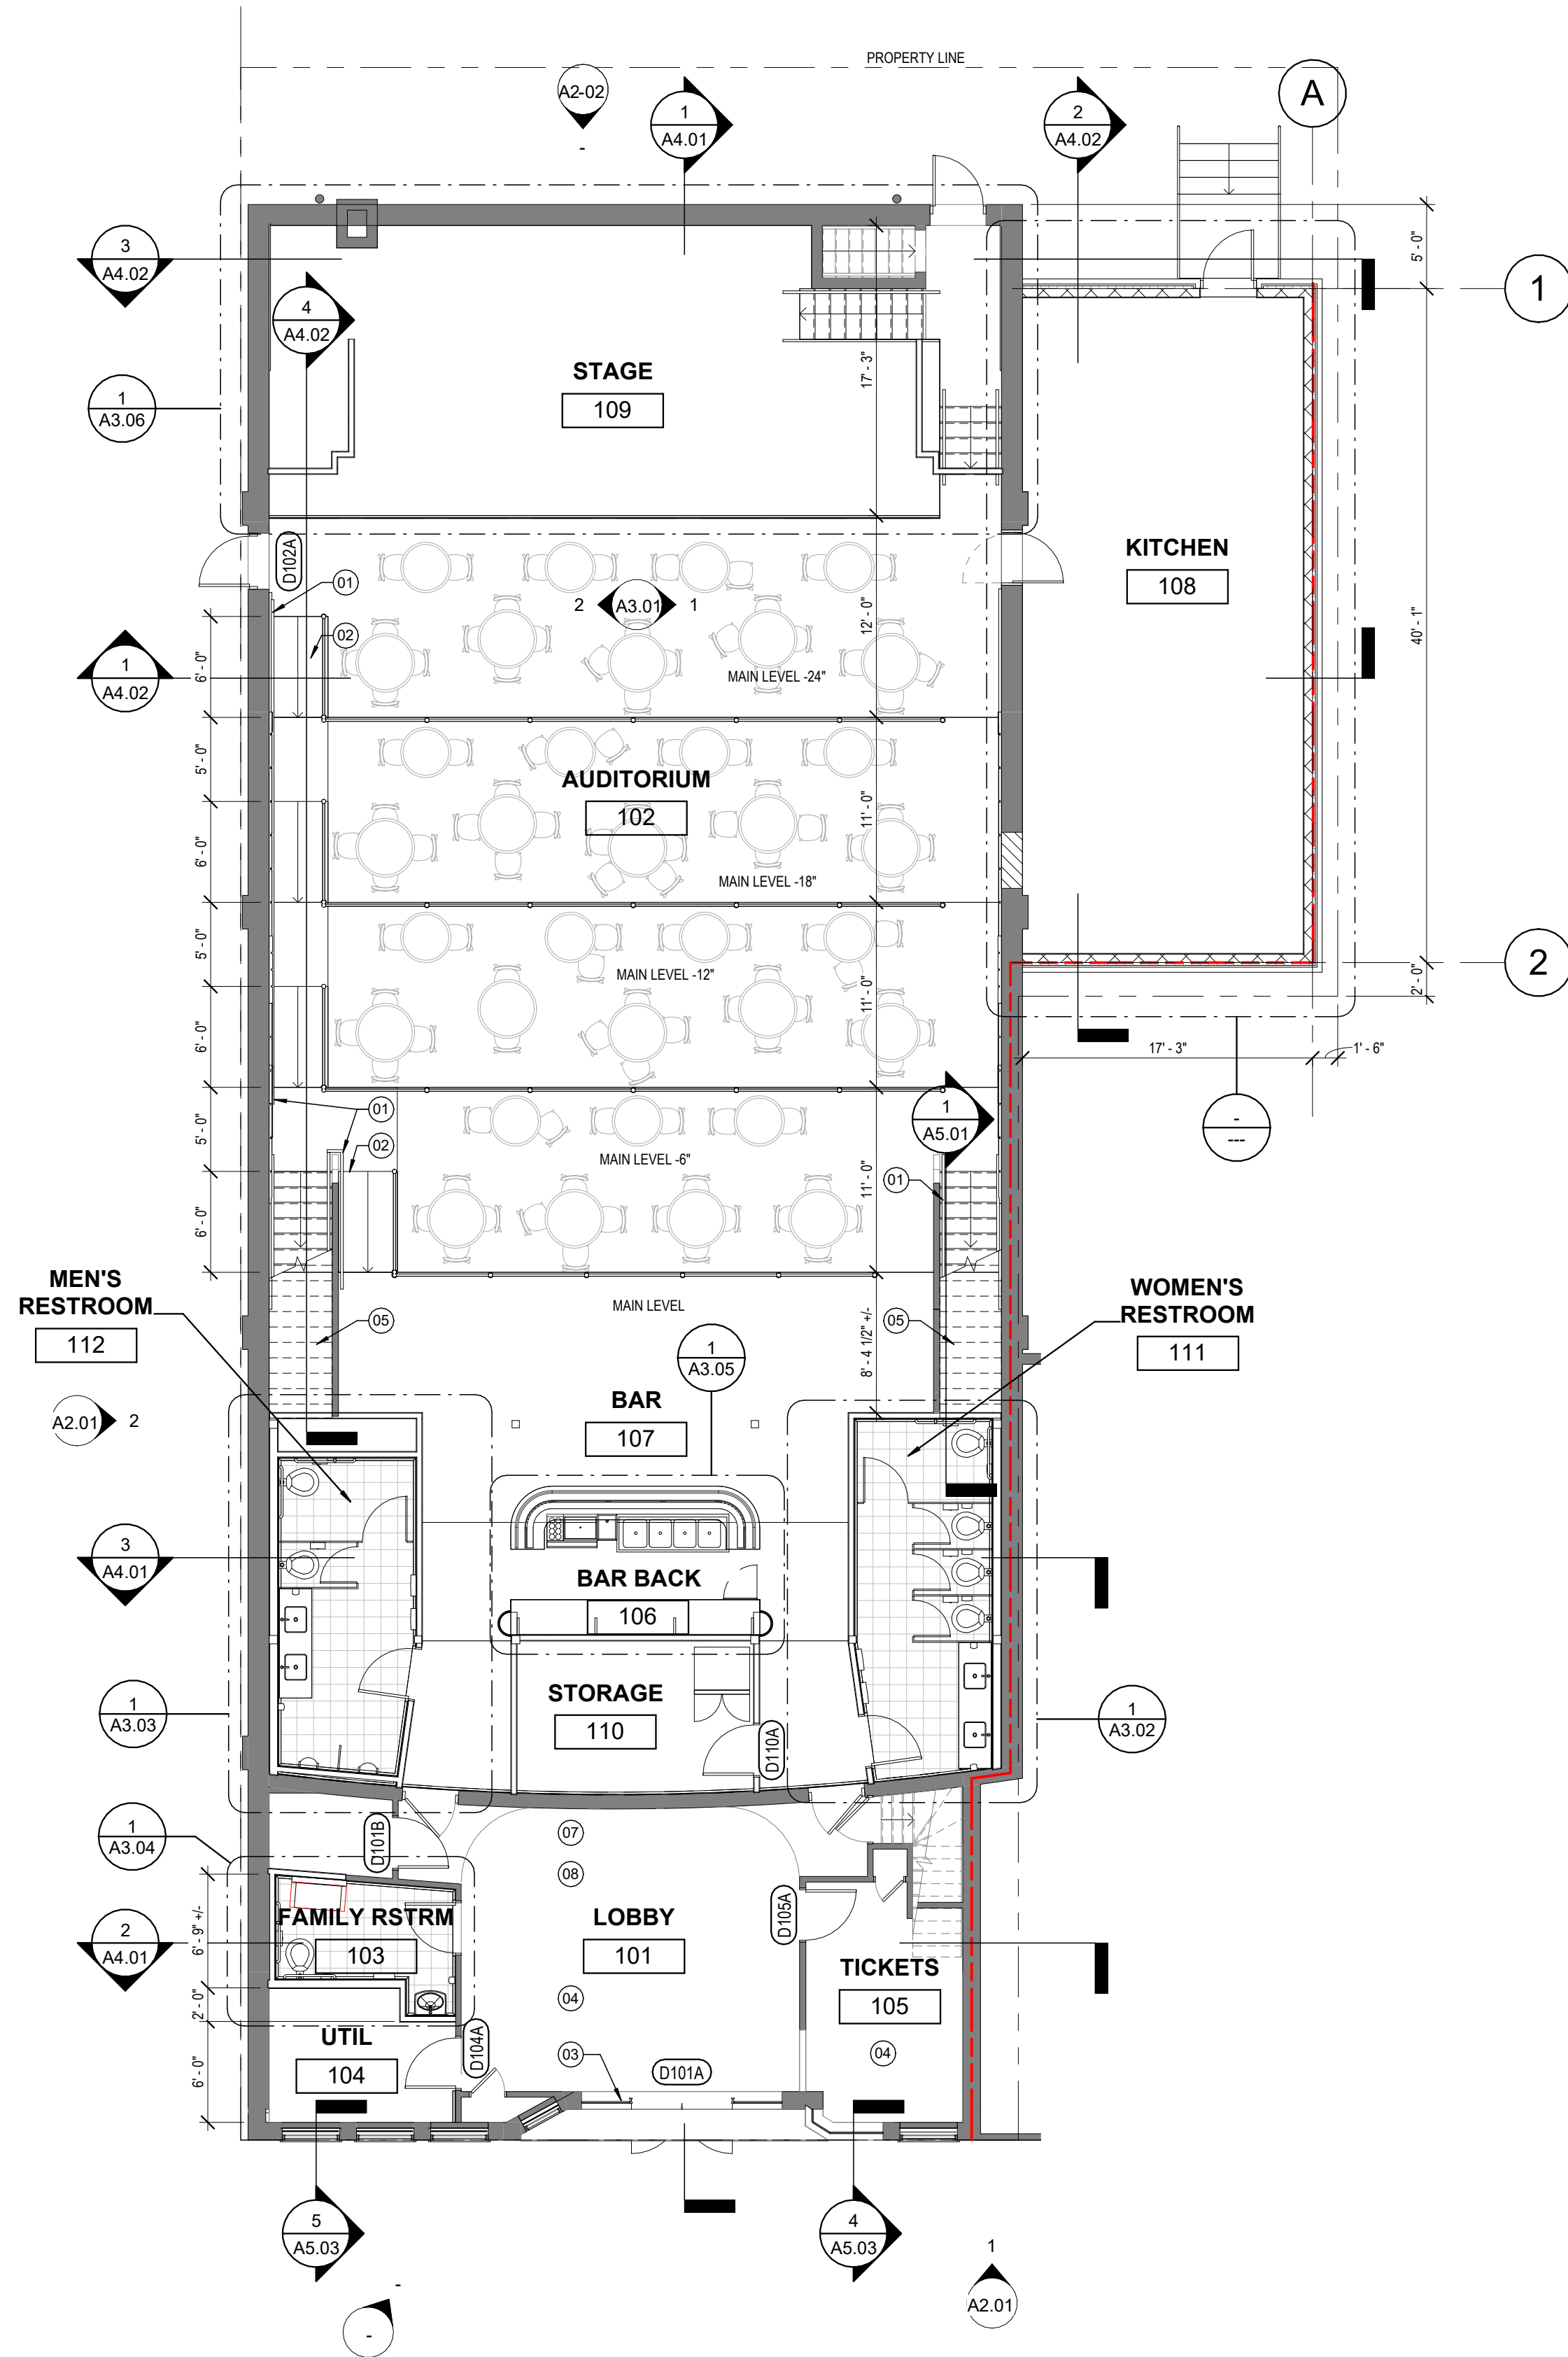 PROPERTY LINE
A2-02
-
1
A4.01
2
A4.02
A
3
A4.02
5' - 0"
1
4
A4.02
17' - 3"
STAGE
109
1
A3.06
D102A
KITCHEN
108
01
2
A3.01
1
12' - 0"
40' - 1"
02
6' - 0"
1
A4.02
MAIN LEVEL -24"
5' - 0"
AUDITORIUM
102
11' - 0"
6' - 0"
MAIN LEVEL -18"
5' - 0"
2
MAIN LEVEL -12"
11' - 0"
2' - 0"
6' - 0"
17' - 3"
1' - 6"
01
1
A5.01
-
---
5' - 0"
02
MAIN LEVEL -6"
11' - 0"
01
6' - 0"
MEN'S
RESTROOM
112
WOMEN'S
RESTROOM
111
MAIN LEVEL
05
05
8' - 4 1/2" +/-
1
A3.05
BAR
107
A2.01
2
3
A4.01
BAR BACK
106
STORAGE
110
1
A3.03
1
A3.02
D110A
1
A3.04
D101B
07
08
FAMILY RSTRM
103
LOBBY
101
D105A
6' - 9" +/-
2
A4.01
TICKETS
105
2' - 0"
04
UTIL
104
D104A
03
D101A
04
6' - 0"
5
A5.03
4
A5.03
1
A2.01
-
-